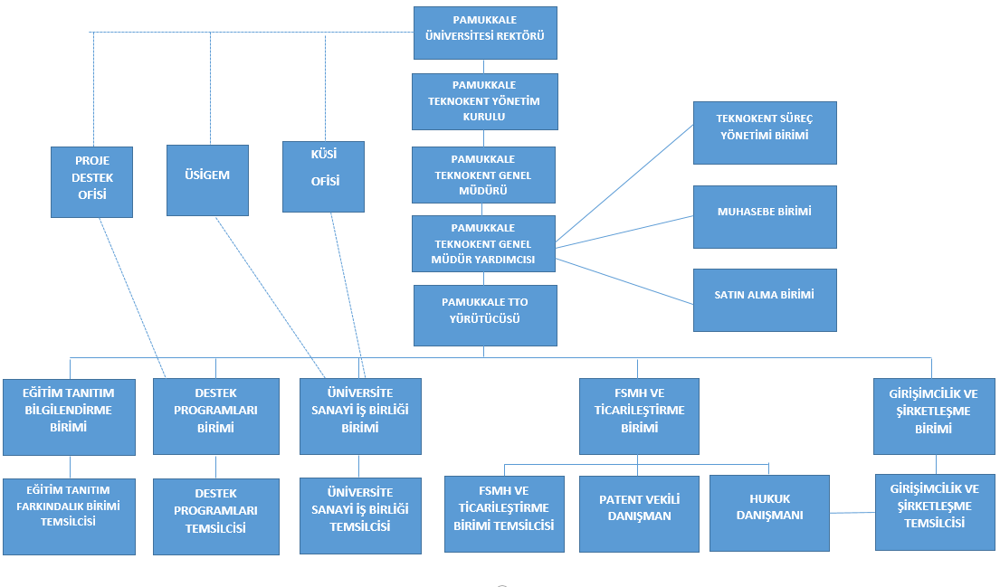 PAMUKKALE
ÜNİVERSİTESİ REKTÖRÜ
PAMUKKALE
TEKNOKENT YÖNETİM
KURULU
TEKNOKENT SÜREÇ
YÖNETİMİ BİRİMİ
PROJE
DESTEK
OFİSİ
ÜSİGEM
KÜSİ
OFİSİ
PAMUKKALE
TEKNOKENT GENEL
MÜDÜRÜ
MUHASEBE BİRİMİ
PAMUKKALE
TEKNOKENT GENEL
MÜDÜR YARDIMCISI
SATIN ALMA BİRİMİ
PAMUKKALE TTO
YÜRÜTÜCÜSÜ
EĞİTİM TANITIM
BİLGİLENDİRME
BİRİMİ
DESTEK
PROGRAMLARI
BİRİMİ
ÜNİVERSİTE
SANAYİ İŞ BİRLİĞİ
BİRİMİ
FSMH VE
TİCARİLEŞTİRME
BİRİMİ
GİRİŞİMCİLİK VE
ŞİRKETLEŞME
BİRİMİ
EĞİTİM TANITIM
FARKINDALIK BİRİMİ
TEMSİLCİSİ
DESTEK
PROGRAMLARI
TEMSİLCİSİ
ÜNİVERSİTE
SANAYİ İŞ BİRLİĞİ
TEMSİLCİSİ
FSMH VE
TİCARİLEŞTİRME
BİRİMİ TEMSİLCİSİ
PATENT VEKİLİ
DANIŞMAN
HUKUK
DANIŞMANI
GİRİŞİMCİLİK VE
ŞİRKETLEŞME
TEMSİLCİSİ